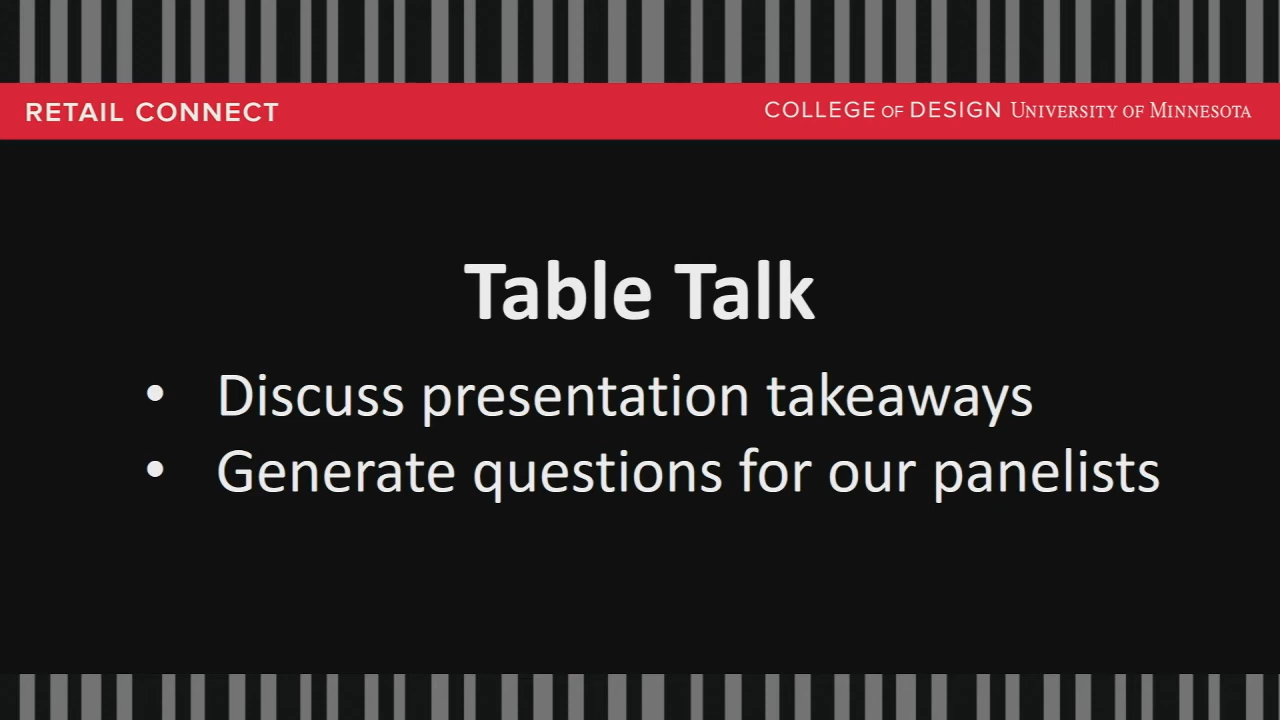 RETAIL CONNECT
COLLEGE OF DESIGN UNIVERSITY OF MINNESOTA
Table Talk
• Discuss presentation takeaways
• Generate questions for our panelists